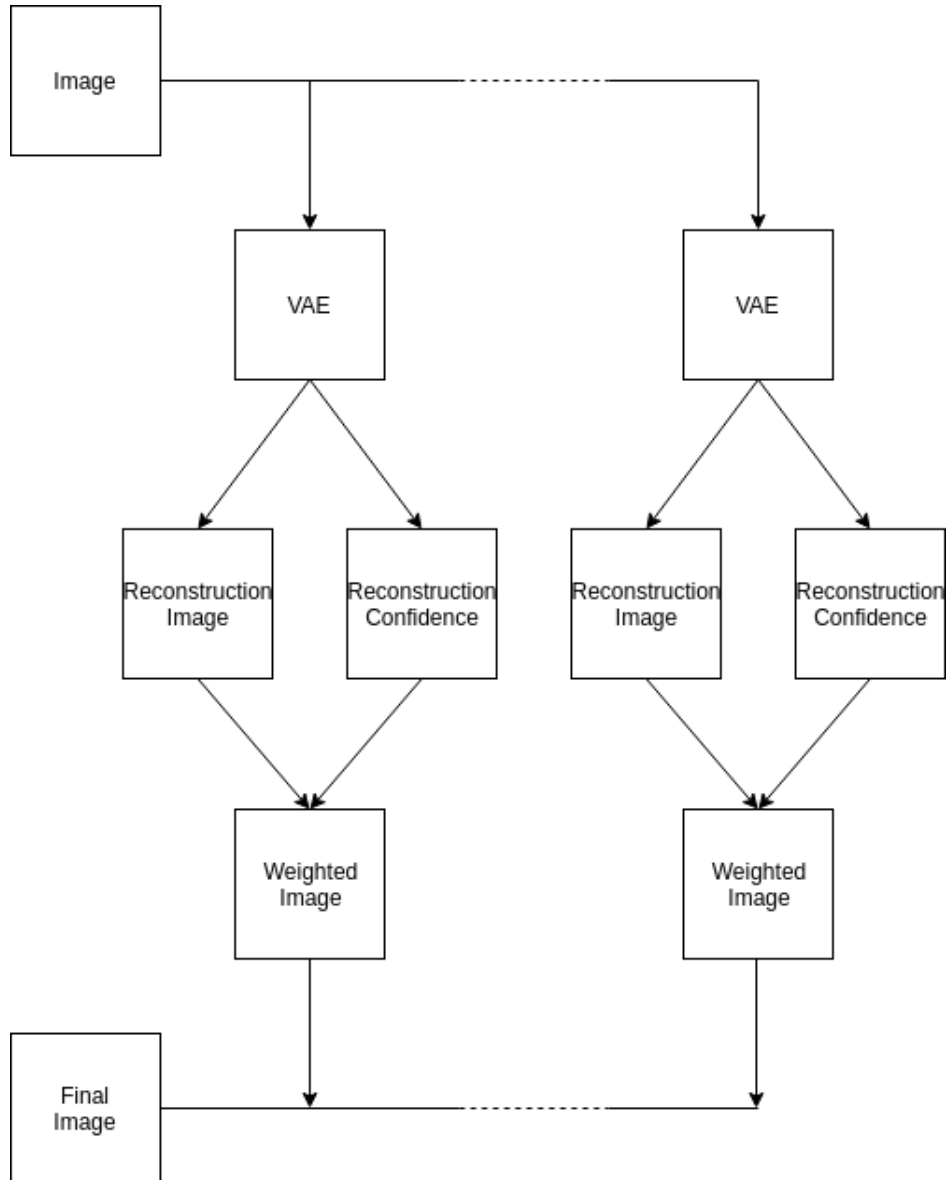 Image
VAE
VAE
Reconstruction
Image
Reconstruction
Confidence
Reconstruction
Image
Reconstruction
Confidence
Weighted
Image
Weighted
Image
Final
Image